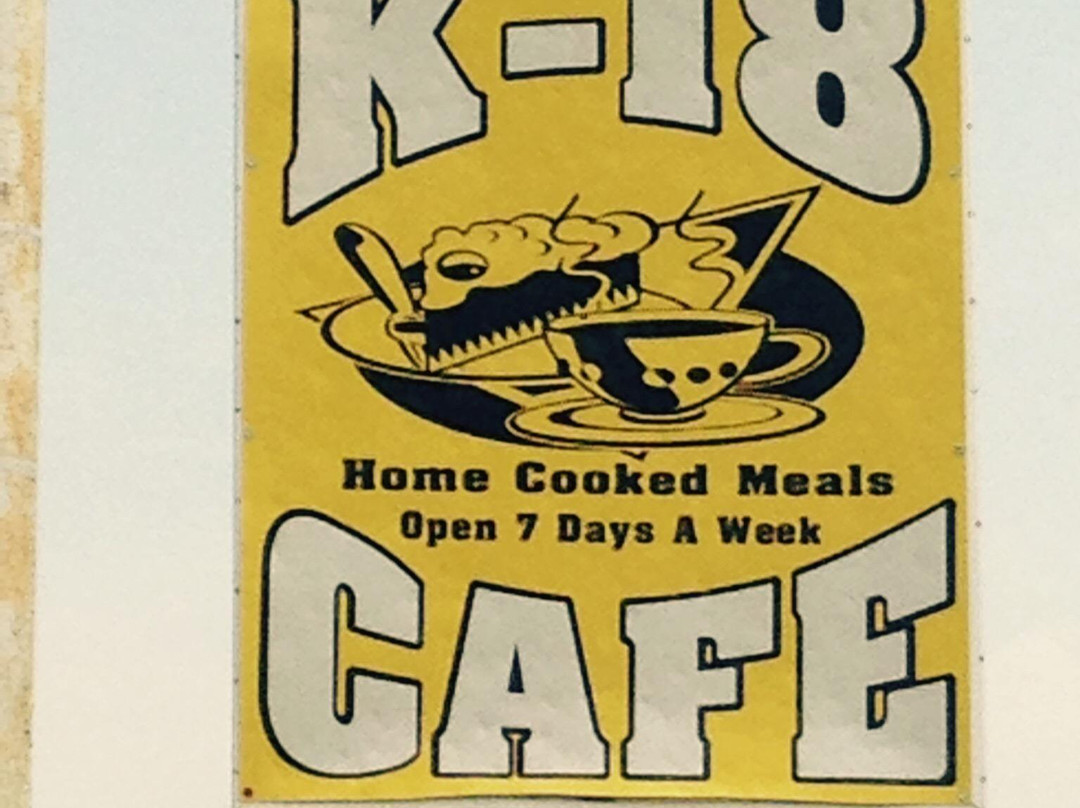 K-18
Home Cooked Meals
Open 7 Days A Week
CAFE